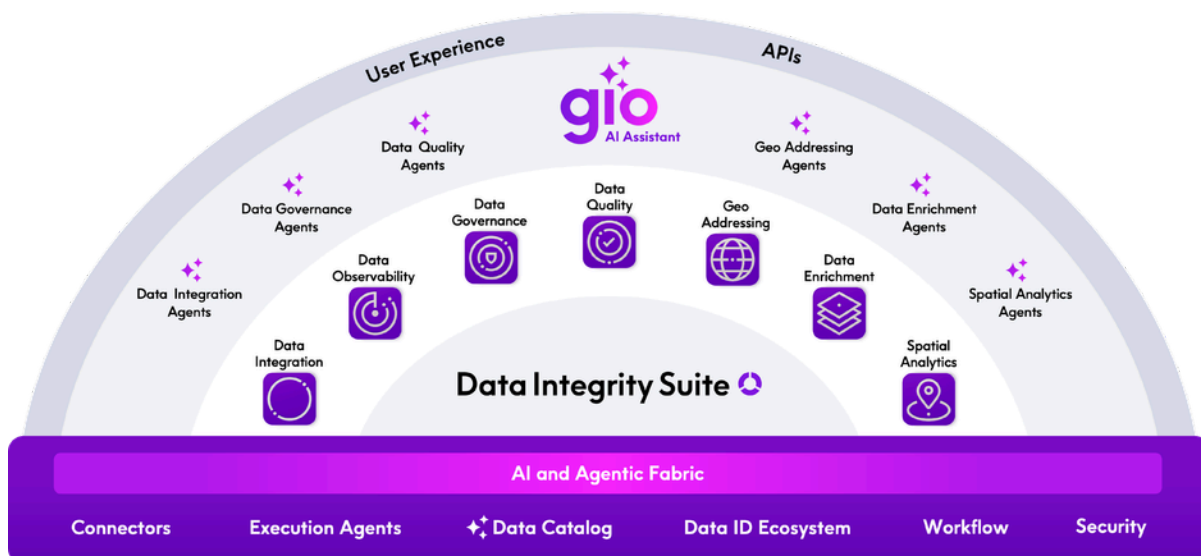 User Experience
APIs
gio
AI Assistant
Data Quality
Agents
Geo Addressing
Agents
Data Governance
Agents
Data Enrichment
Agents
Data Integration
Agents
Spatial Analytics
Agents
Data
Integration
Data
Observability
Data
Governance
Data
Quality
Geo
Addressing
Data
Enrichment
Spatial
Analytics
Data Integrity Suite
AI and Agentic Fabric
Connectors
Execution Agents
Data Catalog
Data ID Ecosystem
Workflow
Security